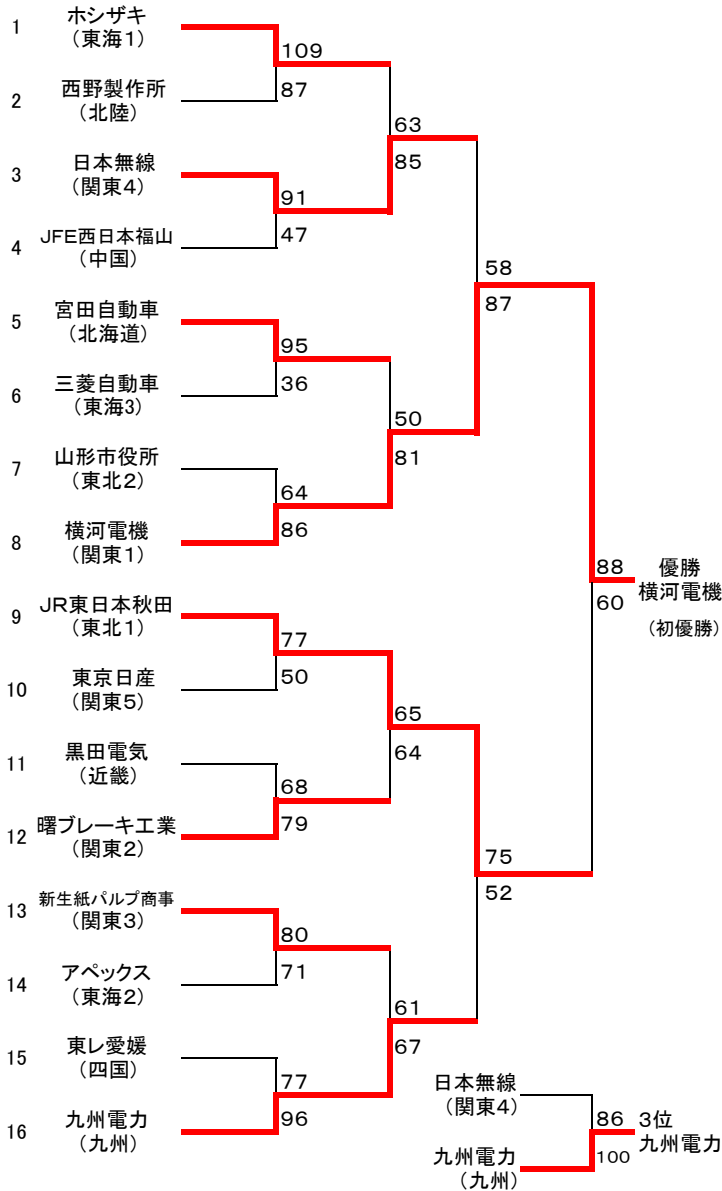 1
ホシザキ
(東海1)
109
87
2
西野製作所
(北陸)
63
85
3
日本無線
(関東4)
91
47
4
JFE西日本福山
(中国)
58
87
5
宮田自動車
(北海道)
95
36
6
三菱自動車
(東海3)
50
81
7
山形市役所
(東北2)
64
86
8
横河電機
(関東1)
88
60
優勝
横河電機
(初優勝)
9
JR東日本秋田
(東北1)
77
50
10
東京日産
(関東5)
65
64
11
黒田電気
(近畿)
68
79
12
曙ブレーキ工業
(関東2)
75
52
13
新生紙パルプ商事
(関東3)
80
71
14
アペックス
(東海2)
61
67
15
東レ愛媛
(四国)
77
96
16
九州電力
(九州)
日本無線
(関東4)
86
100
3位
九州電力
九州電力
(九州)